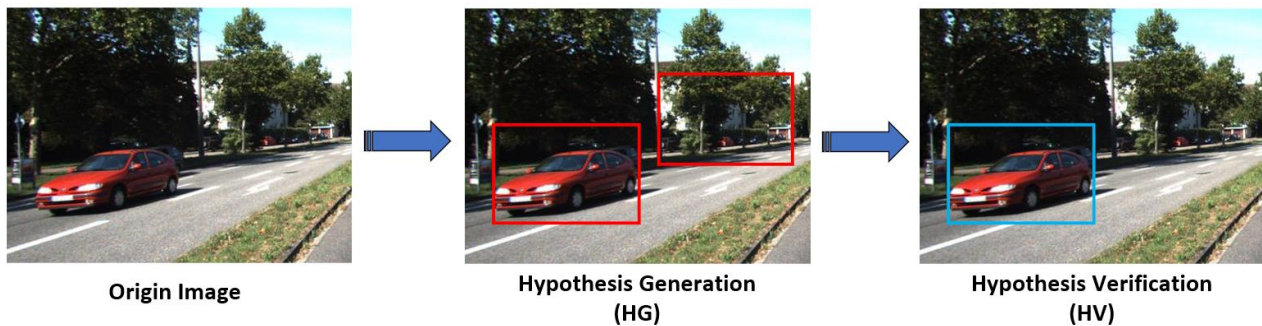 Origin Image
Hypothesis Generation
(HG)
Hypothesis Verification
(HV)